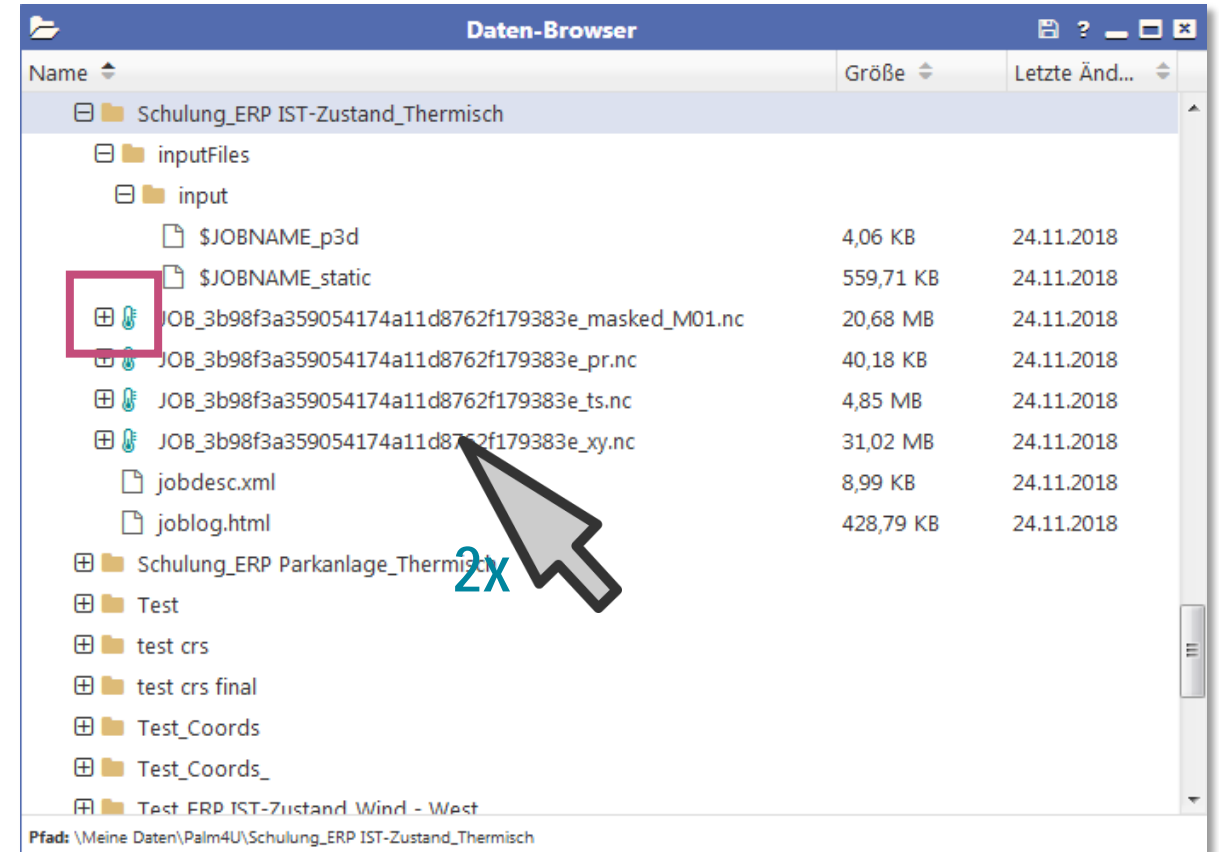 Daten-Browser ?
Name Größe Letzte Änd...
Schulung_ERP IST-Zustand_Thermisch
inputFiles
input
$JOBNAME_p3d 4,06 KB 24.11.2018
$JOBNAME_static 559,71 KB 24.11.2018
JOB_3b98f3a359054174a11d8762f179383e_masked_M01.nc 20,68 MB 24.11.2018
JOB_3b98f3a359054174a11d8762f179383e_pr.nc 40,18 KB 24.11.2018
JOB_3b98f3a359054174a11d8762f179383e_ts.nc 4,85 MB 24.11.2018
JOB_3b98f3a359054174a11d8762f179383e_xy.nc 31,02 MB 24.11.2018
jobdesc.xml 8,99 KB 24.11.2018
joblog.html 428,79 KB 24.11.2018
Schulung_ERP Parkanlage_Thermisch
2x
Test
test crs
test crs final
Test_Coords
Test_Coords_
Test_ERP IST-Zustand_Wind - West
Pfad: \Meine Daten\Palm4U\Schulung_ERP IST-Zustand_Thermisch